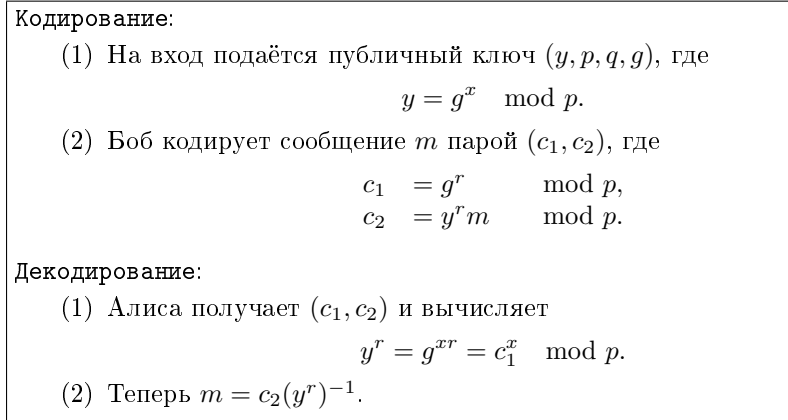 Кодирование:
(1) На вход подаётся публичный ключ (y, p, q, g), где
y = g^x mod p.
(2) Боб кодирует сообщение m парой (c_1, c_2), где
c_1 = g^r mod p,
c_2 = y^r m mod p.
Декодирование:
(1) Алиса получает (c_1, c_2) и вычисляет
y^r = g^{xr} = c_1^x mod p.
(2) Теперь m = c_2(y^r)^{-1}.